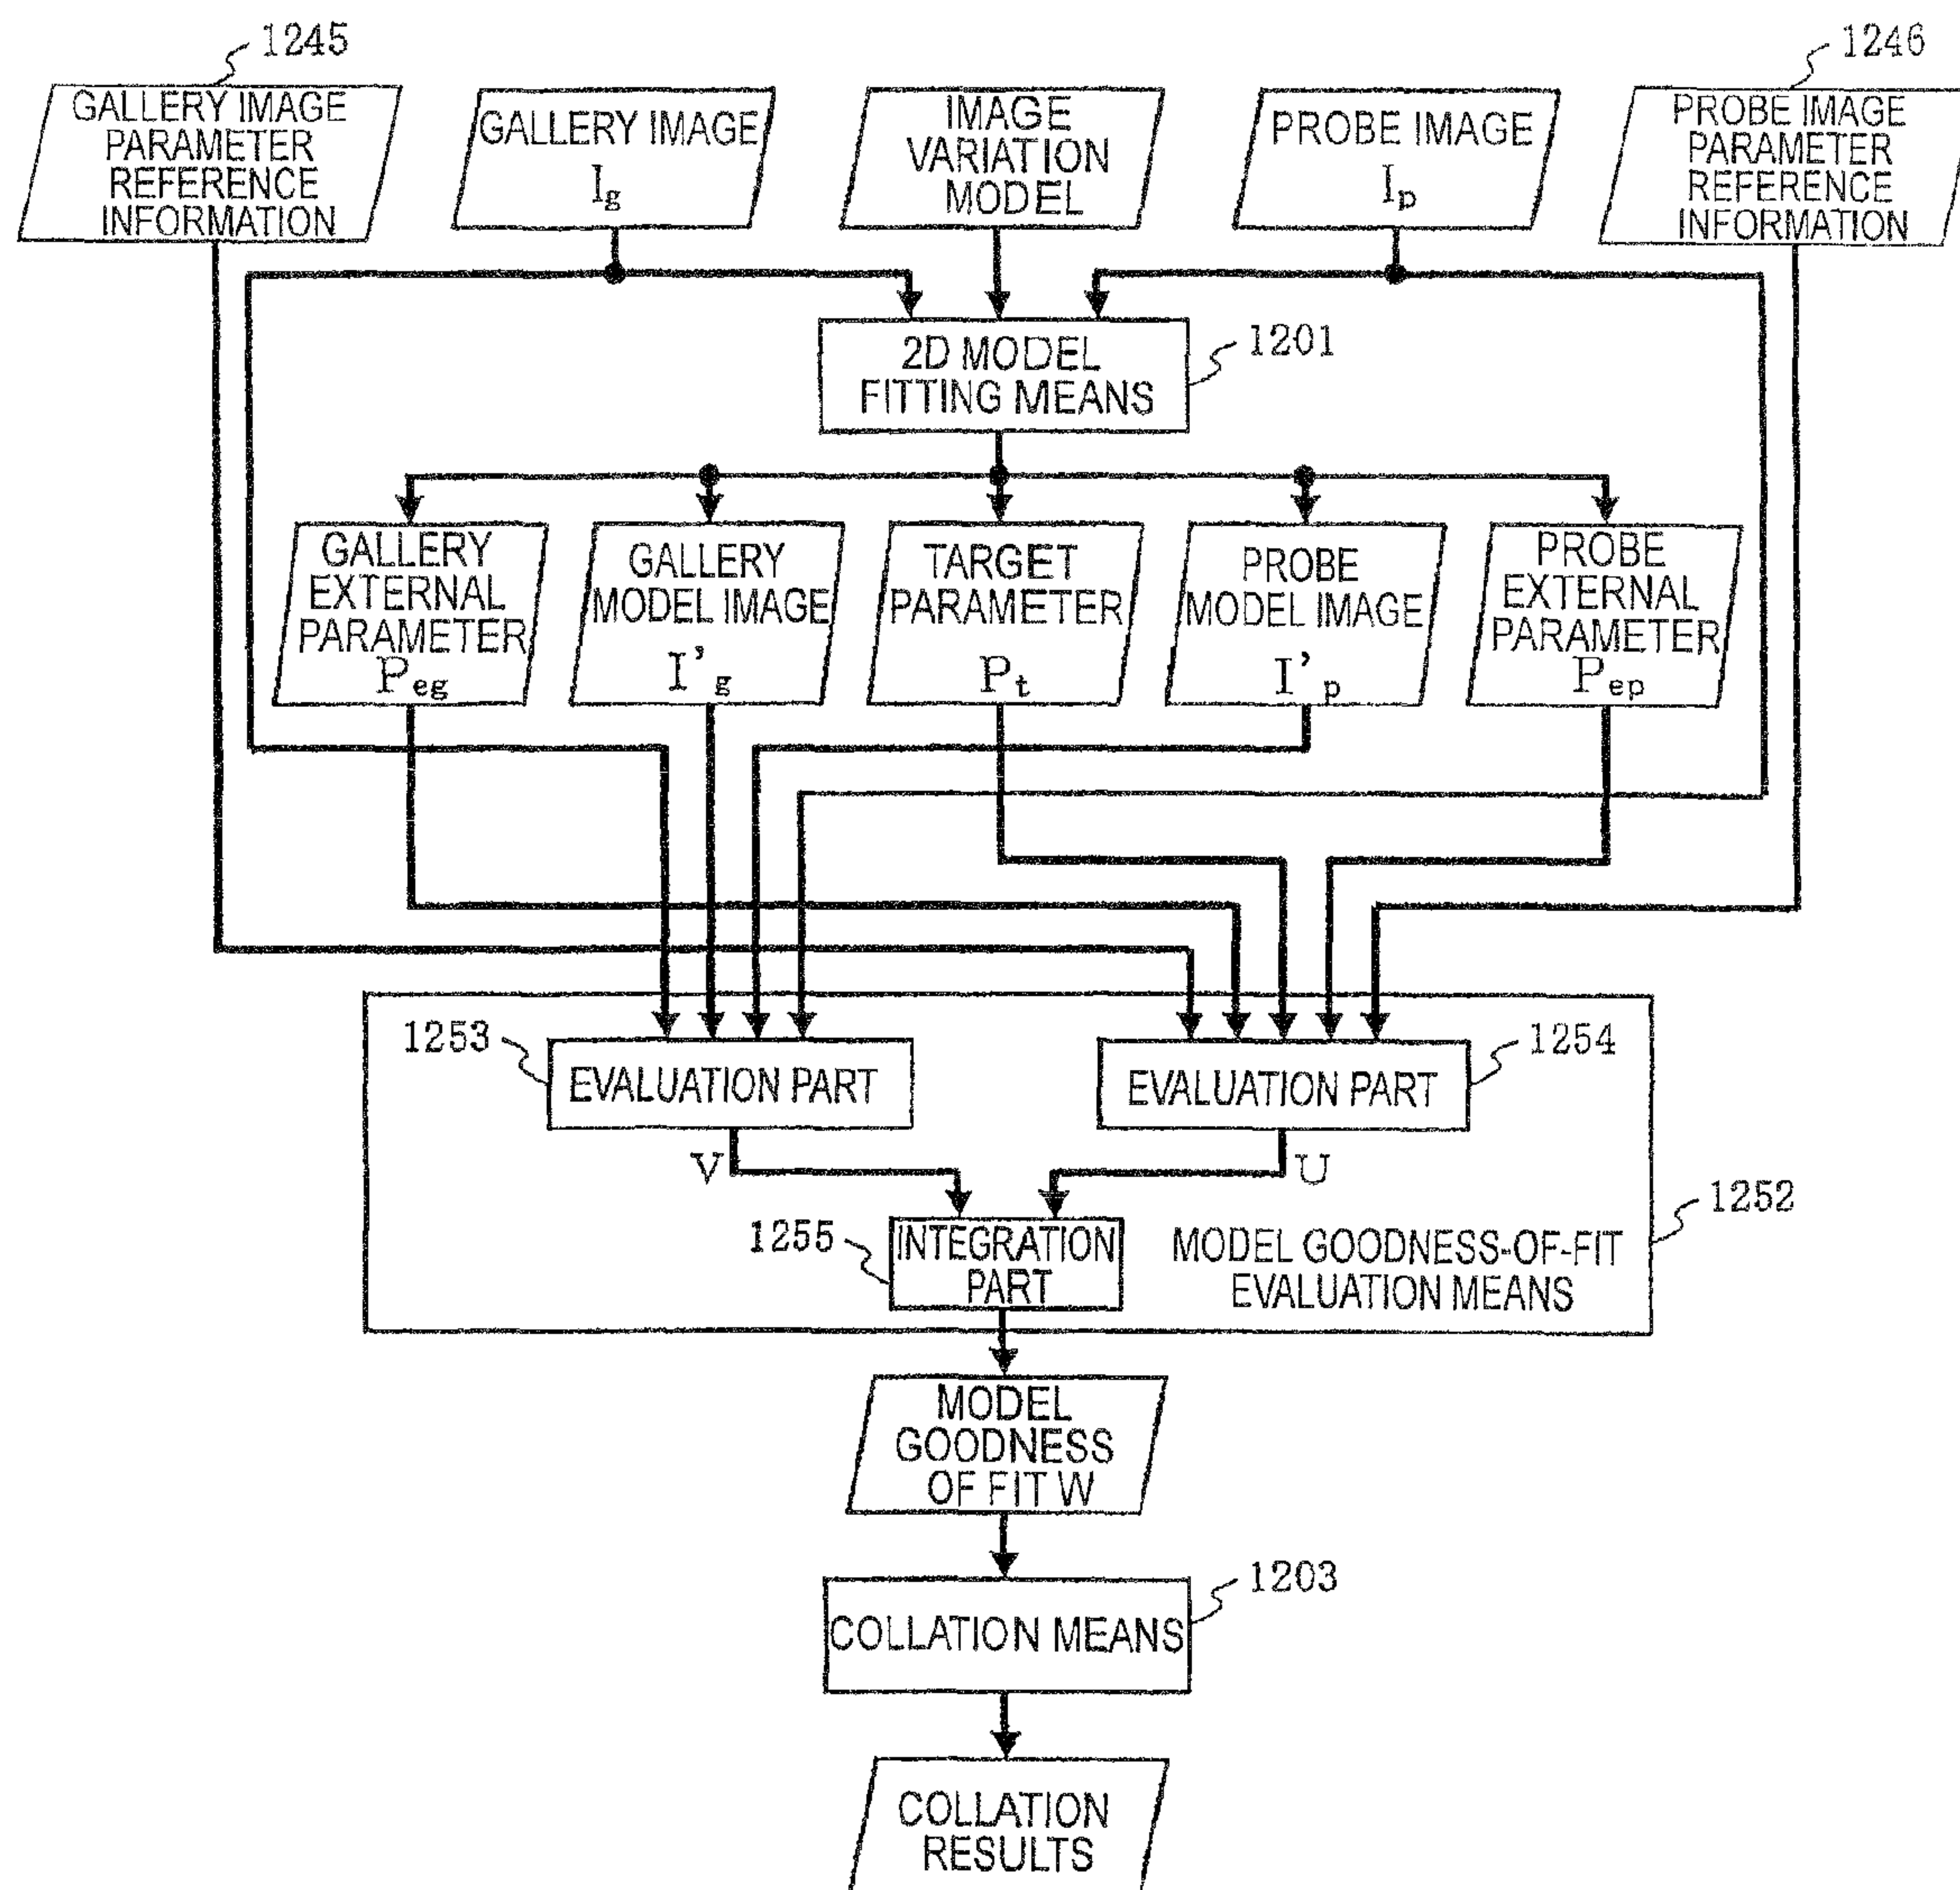 1245
1246
GALLERY IMAGE
PARAMETER
REFERENCE
INFORMATION
GALLERY IMAGE
Ig
IMAGE
VARIATION
MODEL
PROBE IMAGE
Ip
PROBE IMAGE
PARAMETER
REFERENCE
INFORMATION
2D MODEL
FITTING MEANS
1201
GALLERY
EXTERNAL
PARAMETER
Peg
GALLERY
MODEL IMAGE
I'g
TARGET
PARAMETER
Pt
PROBE
MODEL IMAGE
I'p
PROBE
EXTERNAL
PARAMETER
Pep
1253
EVALUATION PART
1254
EVALUATION PART
V
U
1252
1255
INTEGRATION
PART
MODEL GOODNESS-OF-FIT
EVALUATION MEANS
MODEL
GOODNESS
OF FIT W
1203
COLLATION MEANS
COLLATION
RESULTS